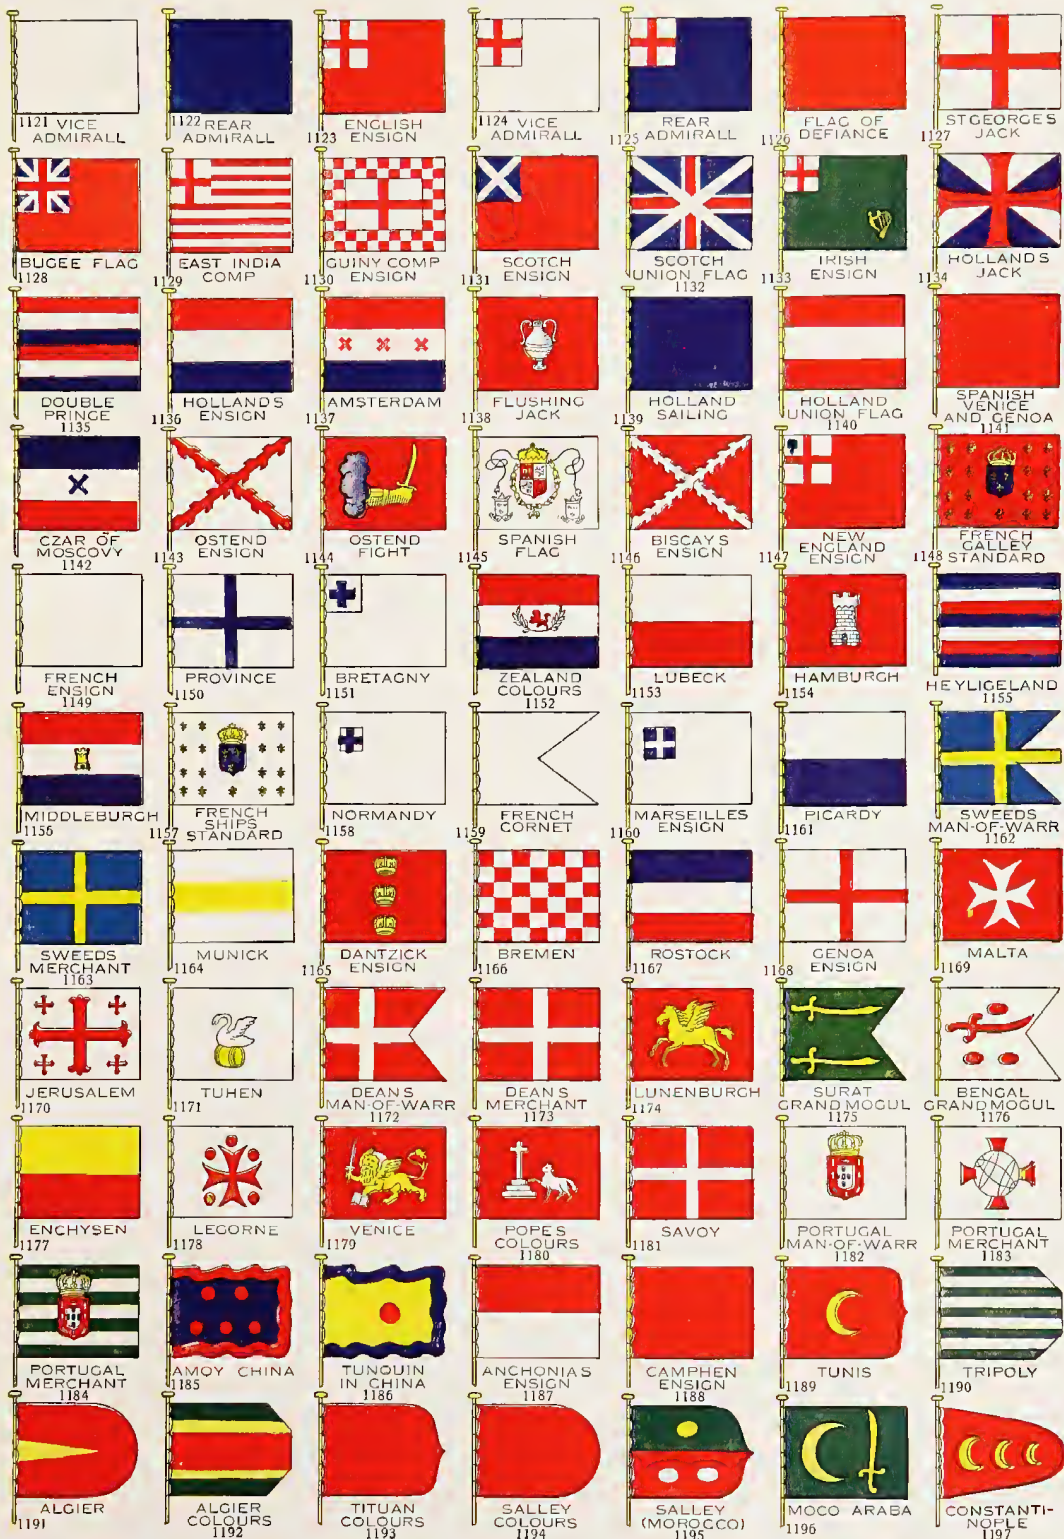 1121 VICE
ADMIRALL
1122 REAR
ADMIRALL
ENGLISH
1123 ENSIGN
1124 VICE
ADMIRALL
REAR
1125 ADMIRALL
FLAG OF
1126 DEFIANCE
ST GEORGES
1127 JACK
BUGEE FLAG
1128
EAST INDIA
1129 COMP
GUINY COMP
1130 ENSIGN
SCOTCH
1131 ENSIGN
SCOTCH
UNION FLAG
1132
IRISH
1133 ENSIGN
HOLLANDS
1134 JACK
DOUBLE
PRINCE
1135
HOLLANDS
1136 ENSIGN
AMSTERDAM
1137
FLUSHING
1138 JACK
HOLLAND
1139 SAILING
HOLLAND
UNION FLAG
1140
SPANISH
VENICE
AND GENOA
1141
CZAR OF
MOSCOVY
1142
OSTEND
1143 ENSIGN
OSTEND
1144 FIGHT
SPANISH
1145 FLAG
BISCAYS
1146 ENSIGN
NEW
1147 ENGLAND
ENSIGN
FRENCH
1148 GALLEY
STANDARD
FRENCH
ENSIGN
1149
PROVINCE
1150
BRETAGNY
1151
ZEALAND
COLOURS
1152
LUBECK
1153
HAMBURGH
1154
HEYLIGELAND
1155
MIDDLEBURGH
1156
FRENCH
1157 SHIPS
STANDARD
NORMANDY
1158
FRENCH
1159 CORNET
MARSEILLES
1160 ENSIGN
PICARDY
1161
SWEEDS
MAN-OF-WARR
1162
SWEEDS
MERCHANT
1163
MUNICK
1164
DANTZICK
1165 ENSIGN
BREMEN
1166
ROSTOCK
1167
GENOA
1168 ENSIGN
MALTA
1169
JERUSALEM
1170
TUHEN
1171
DEANS
MAN-OF-WARR
1172
DEANS
MERCHANT
1173
LUNENBURGH
1174
SURAT
GRAND MOGUL
1175
BENGAL
GRAND MOGUL
1176
ENCHYSEN
1177
LEGORNE
1178
VENICE
1179
POPES
COLOURS
1180
SAVOY
1181
PORTUGAL
MAN-OF-WARR
1182
PORTUGAL
MERCHANT
1183
PORTUGAL
MERCHANT
1184
AMOY CHINA
1185
TUNQUIN
IN CHINA
1186
ANCHONIAS
ENSIGN
1187
CAMPHEN
ENSIGN
1188
TUNIS
1189
TRIPOLY
1190
ALGIER
1191
ALGIER
COLOURS
1192
TITUAN
COLOURS
1193
SALLEY
COLOURS
1194
SALLEY
(MOROCCO)
1195
MOCO ARABA
1196
CONSTANTI-
NOPLE
1197